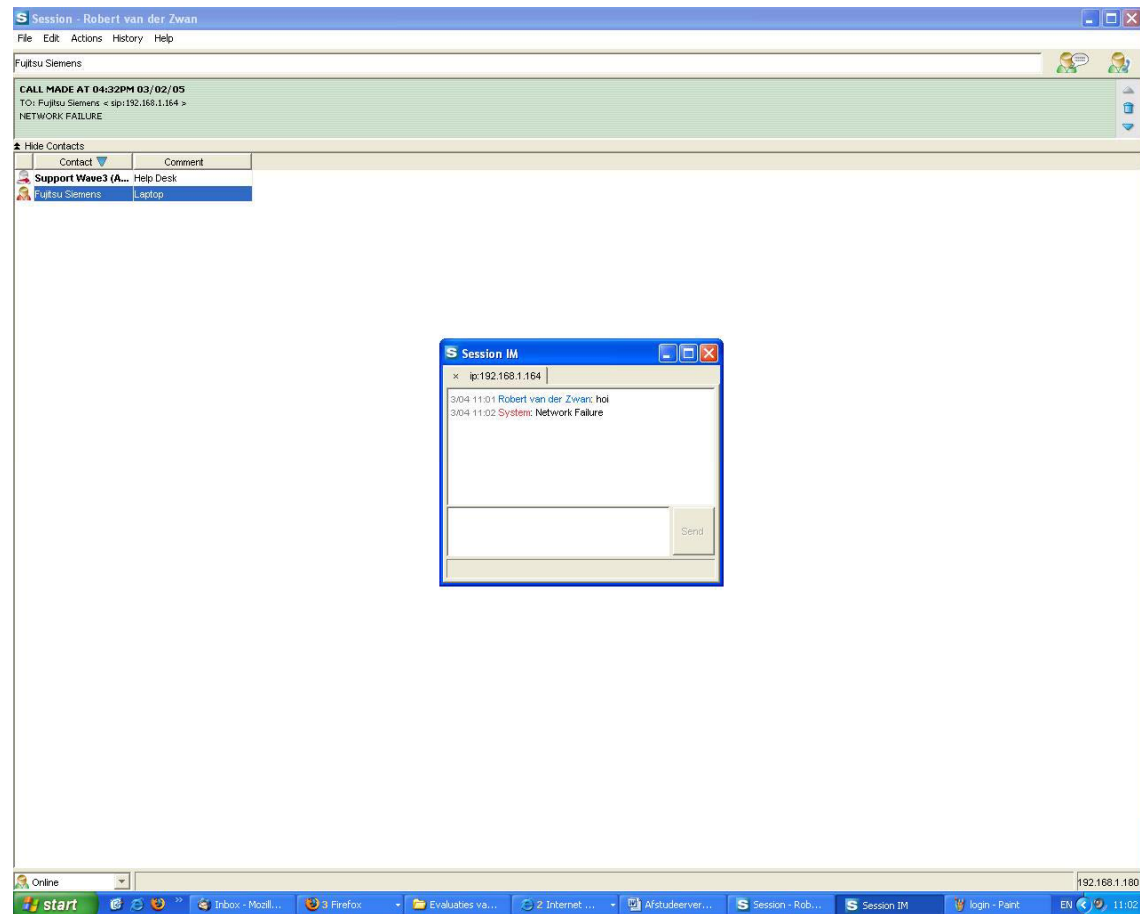 Session - Robert van der Zwan
File Edit Actions History Help
Fujitsu Siemens
CALL MADE AT 04:32PM 03/02/05
TO: Fujitsu Siemens < sip:192.168.1.164 >
NETWORK FAILURE
Hide Contacts
Contact Comment
Support Wave3 (A... Help Desk
Fujitsu Siemens Laptop
Session IM
× ip:192.168.1.164
3/04 11:01 Robert van der Zwan: hoi
3/04 11:02 System: Network Failure
Send
Online 192.168.1.180
start Inbox - Mozill... 3 Firefox Evaluaties va... 2 Internet ... Afstudeerver... Session - Rob... Session IM login - Paint EN 11:02